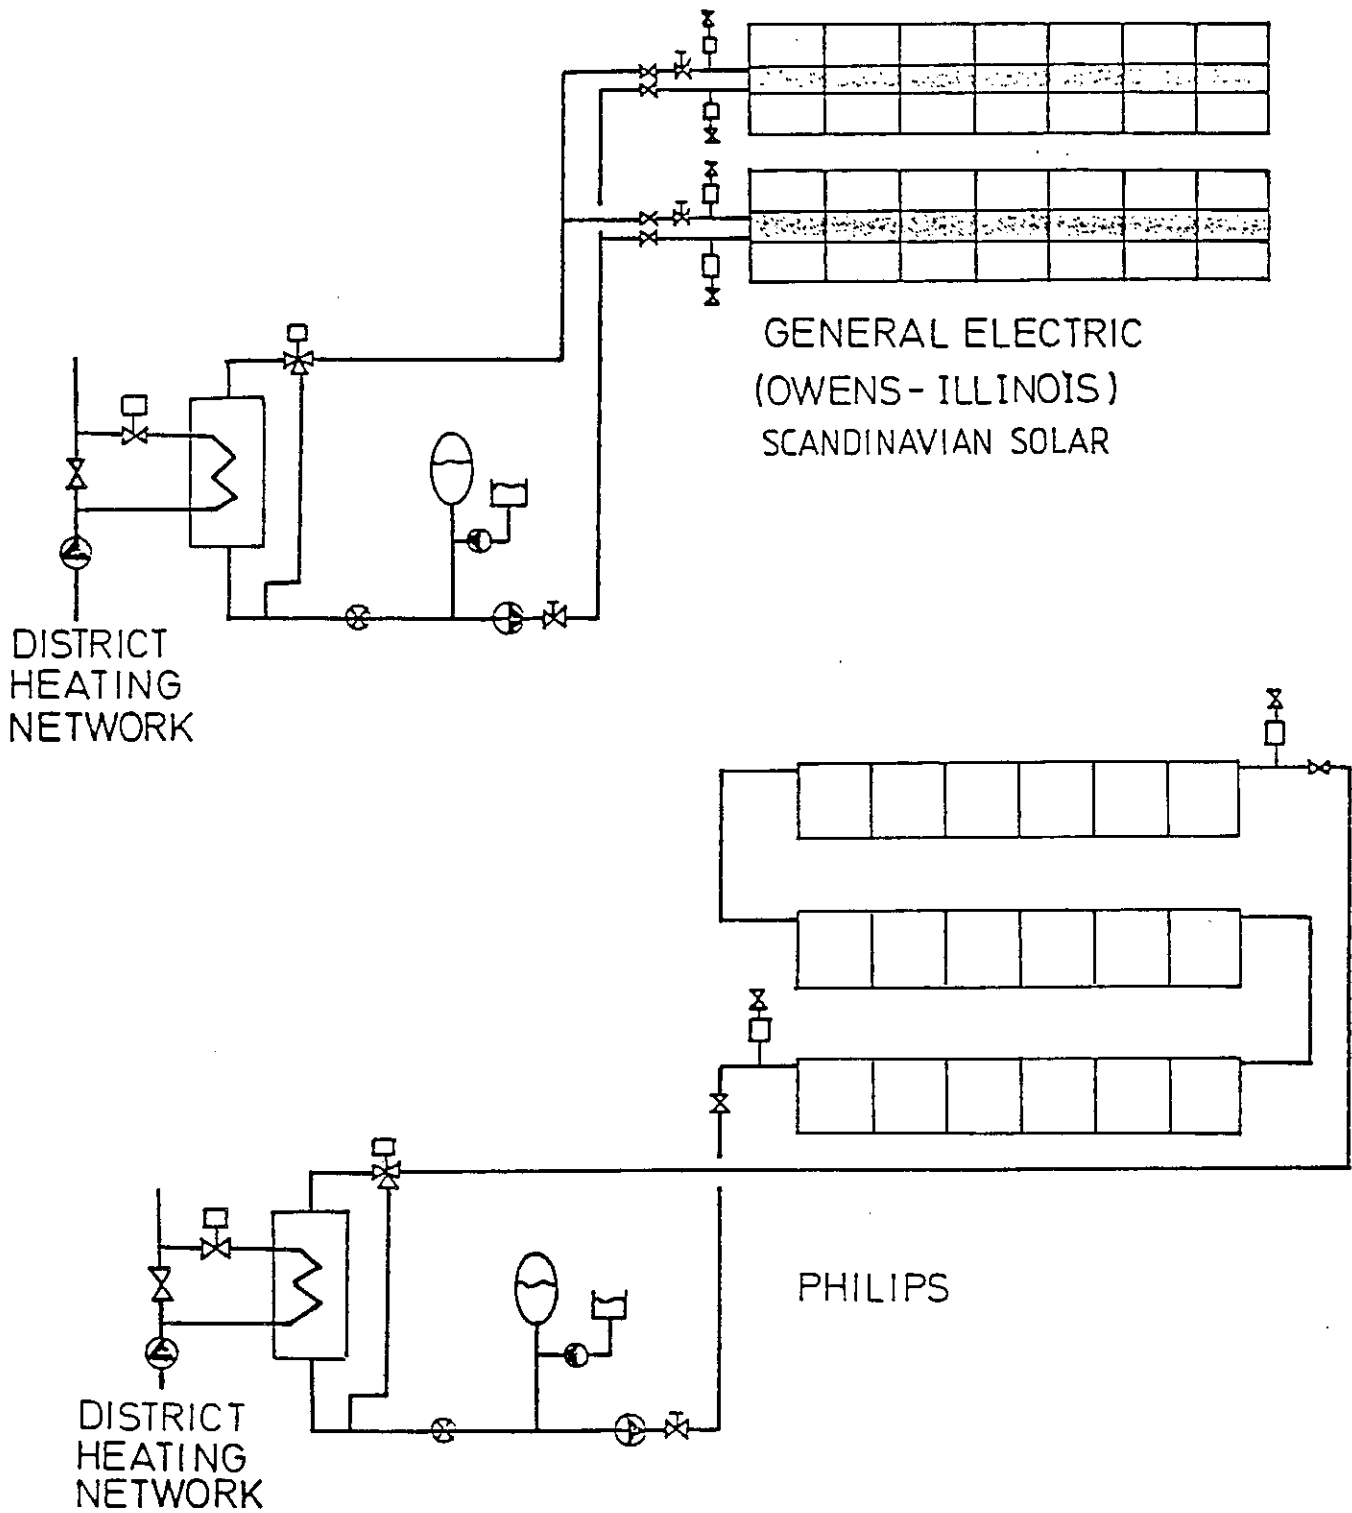 GENERAL ELECTRIC
(OWENS-ILLINOIS)
SCANDINAVIAN SOLAR
DISTRICT
HEATING
NETWORK
PHILIPS
DISTRICT
HEATING
NETWORK